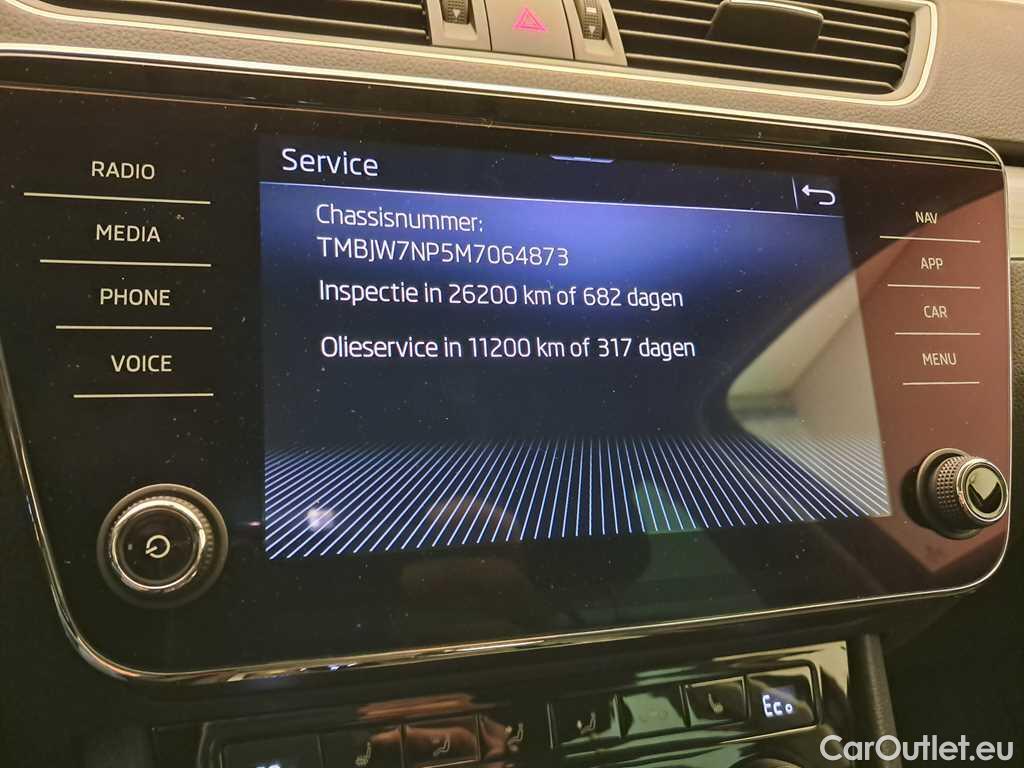 Service
Chassisnummer:
TMBJW7NP5M7064873
Inspectie in 26200 km of 682 dagen
Olieservice in 11200 km of 317 dagen
RADIO
MEDIA
PHONE
VOICE
NAV
APP
CAR
MENU
Eco
CarOutlet.eu